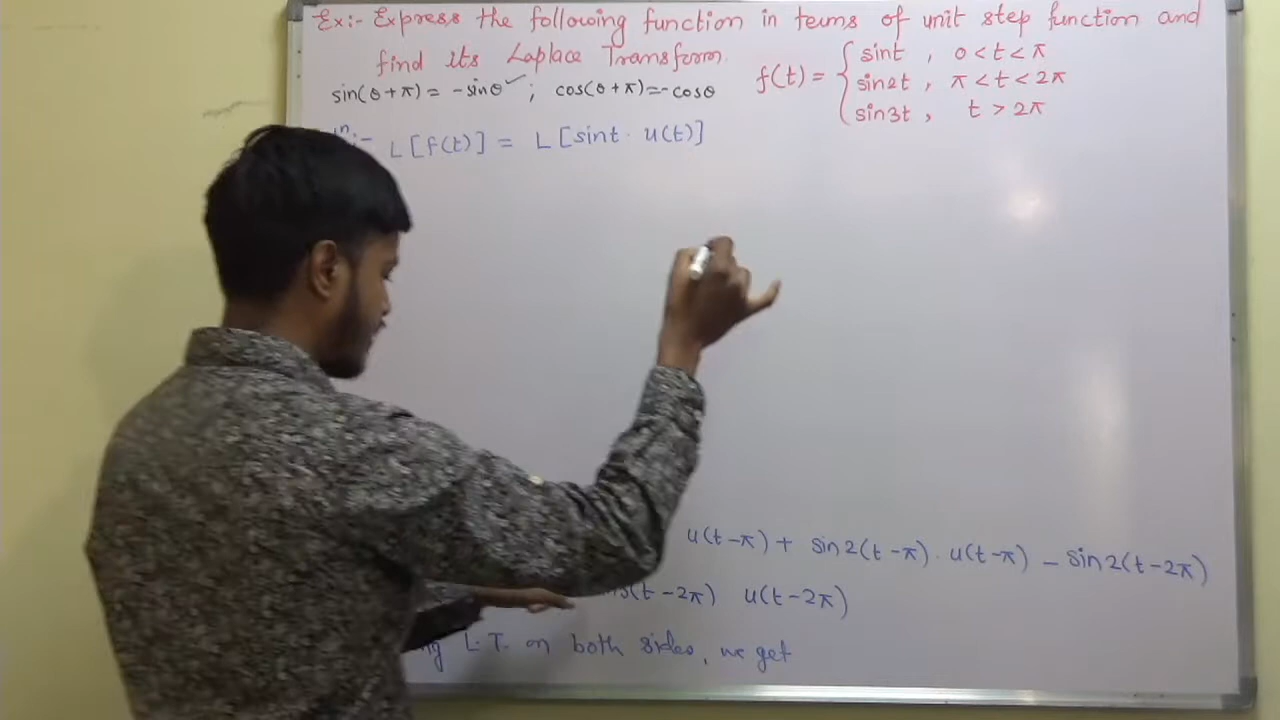 Ex:- Express the following function in terms of unit step function and
find its Laplace Transform.
f(t) = { sint , 0 < t < π
sin2t , π < t < 2π
sin3t , t > 2π
sin(θ+π) = -sinθ ✓ ; cos(θ+π) = -cosθ
L[f(t)] = L[sint · u(t)]
u(t-π) + sin2(t-π) · u(t-π) - sin2(t-2π)
(t-2π) u(t-2π)
L.T. on both sides, we get